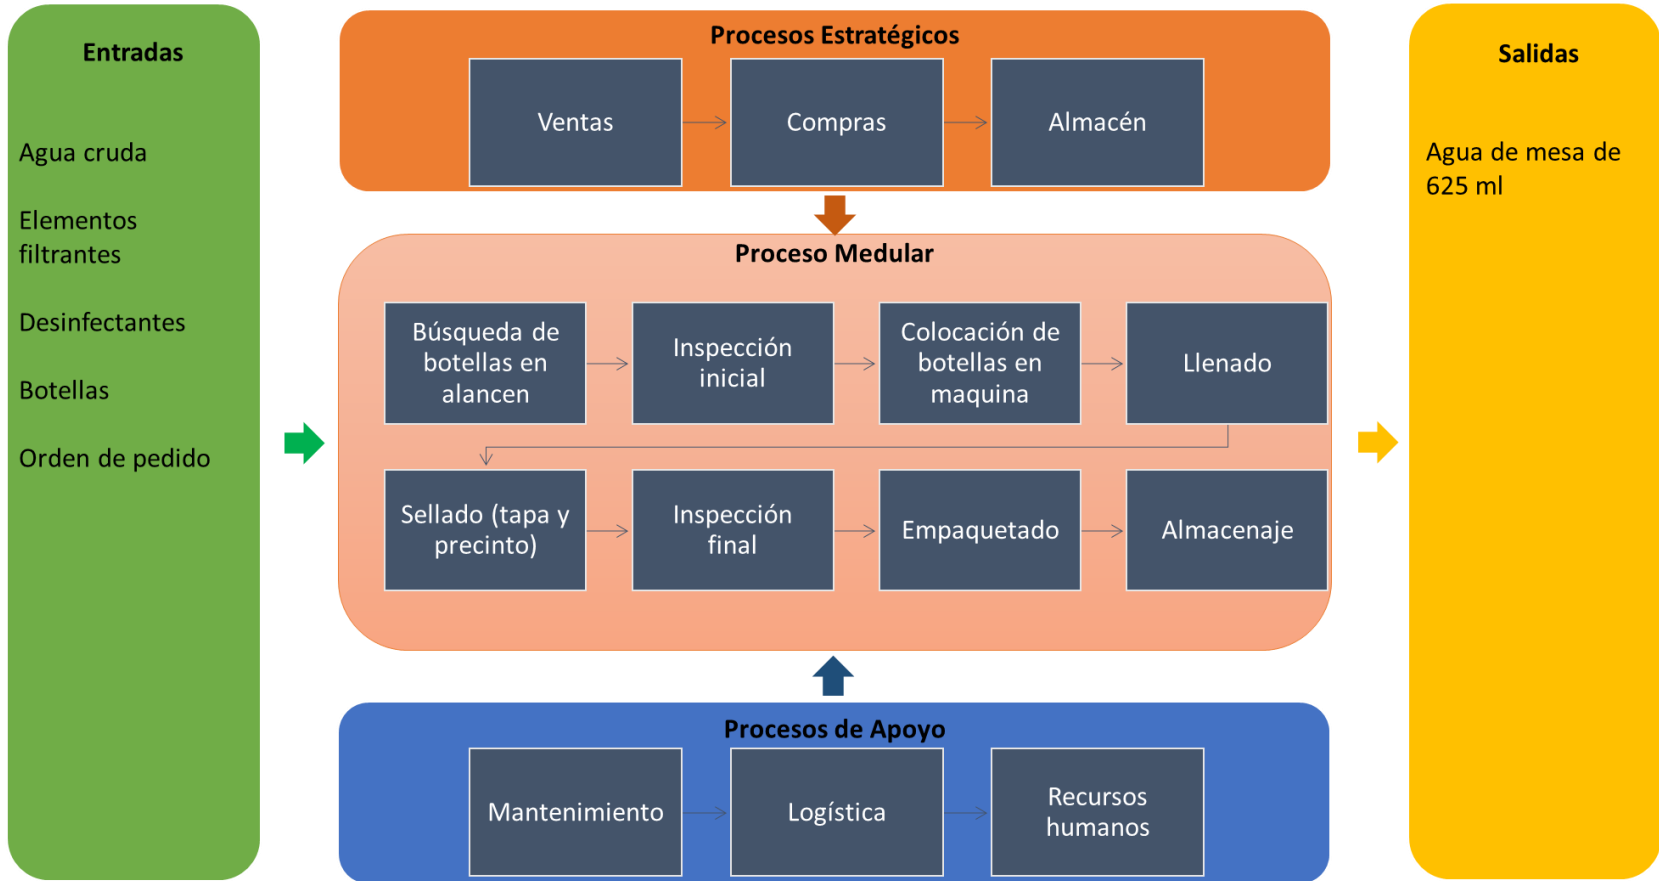 Entradas
Agua cruda
Elementos
filtrantes
Desinfectantes
Botellas
Orden de pedido
Procesos Estratégicos
Ventas
Compras
Almacén
Proceso Medular
Búsqueda de
botellas en
alancen
Inspección
inicial
Colocación de
botellas en
maquina
Llenado
Sellado (tapa y
precinto)
Inspección
final
Empaquetado
Almacenaje
Procesos de Apoyo
Mantenimiento
Logística
Recursos
humanos
Salidas
Agua de mesa de
625 ml